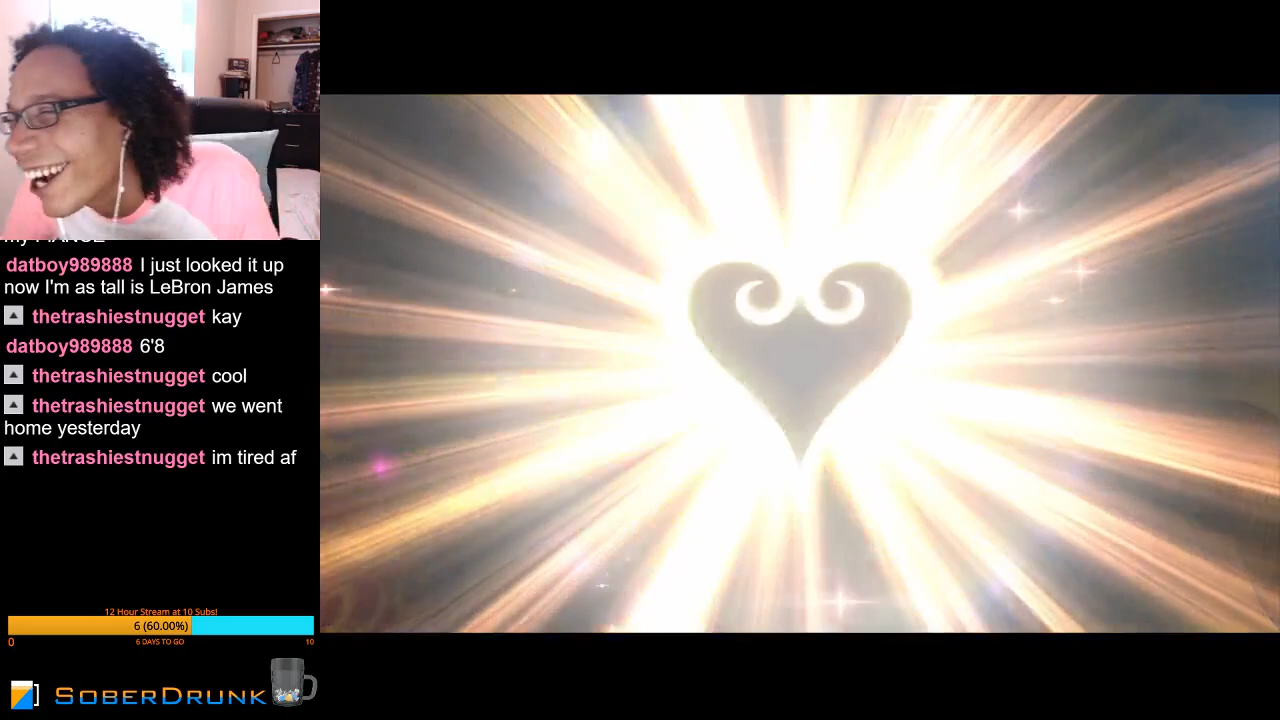 my FIANCE
datboy989888 I just looked it up
now I'm as tall is LeBron James
thetrashiestnugget kay
datboy989888 6'8
thetrashiestnugget cool
thetrashiestnugget we went
home yesterday
thetrashiestnugget im tired af
12 Hour Stream at 10 Subs!
6 (60.00%)
0 6 DAYS TO GO 10
SOBERDRUNK